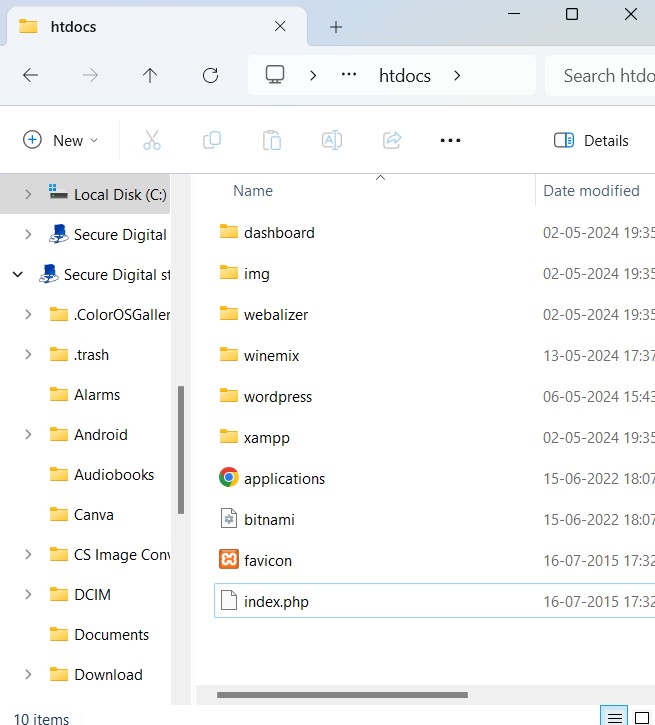 htdocs
htdocs
Search htdo
New
Details
Name
Date modified
Local Disk (C:)
Secure Digital
Secure Digital st
.ColorOSGaller
.trash
Alarms
Android
Audiobooks
Canva
CS Image Conv
DCIM
Documents
Download
dashboard 02-05-2024 19:35
img 02-05-2024 19:35
webalizer 02-05-2024 19:35
winemix 13-05-2024 17:37
wordpress 06-05-2024 15:43
xampp 02-05-2024 19:35
applications 15-06-2022 18:07
bitnami 15-06-2022 18:07
favicon 16-07-2015 17:32
index.php 16-07-2015 17:32
10 items